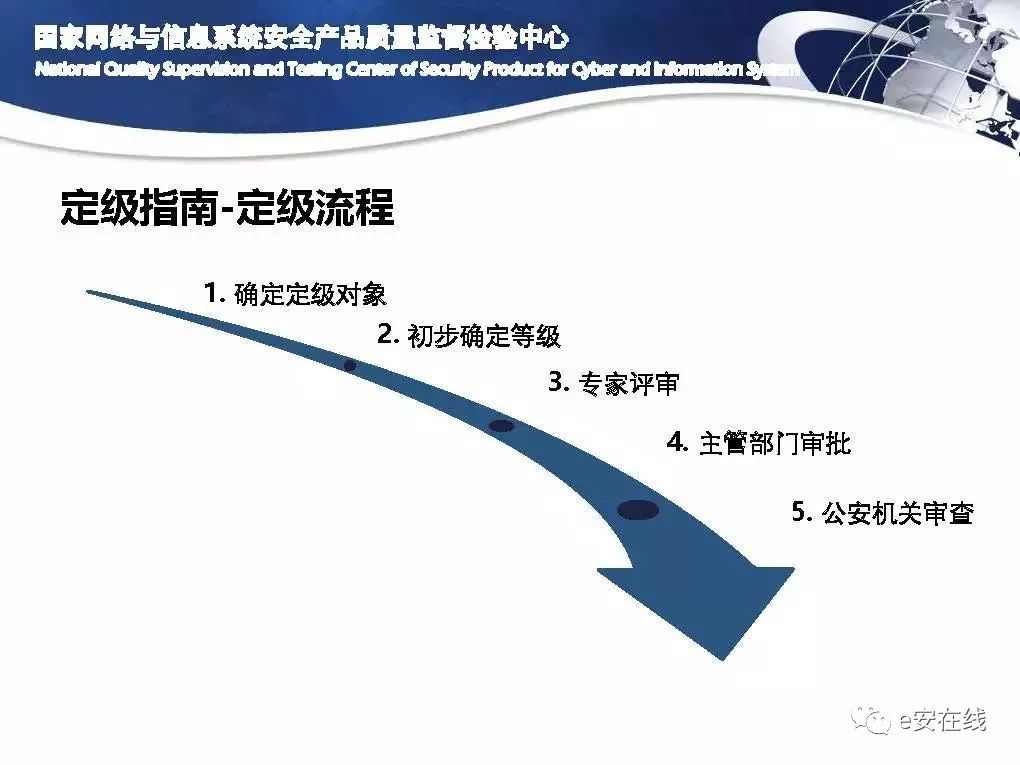 国家网络与信息系统安全产品质量监督检验中心
National Quality Supervision and Testing Center of Security Product for Cyber and Information System
定级指南-定级流程
1. 确定定级对象
2. 初步确定等级
3. 专家评审
4. 主管部门审批
5. 公安机关审查
e安在线